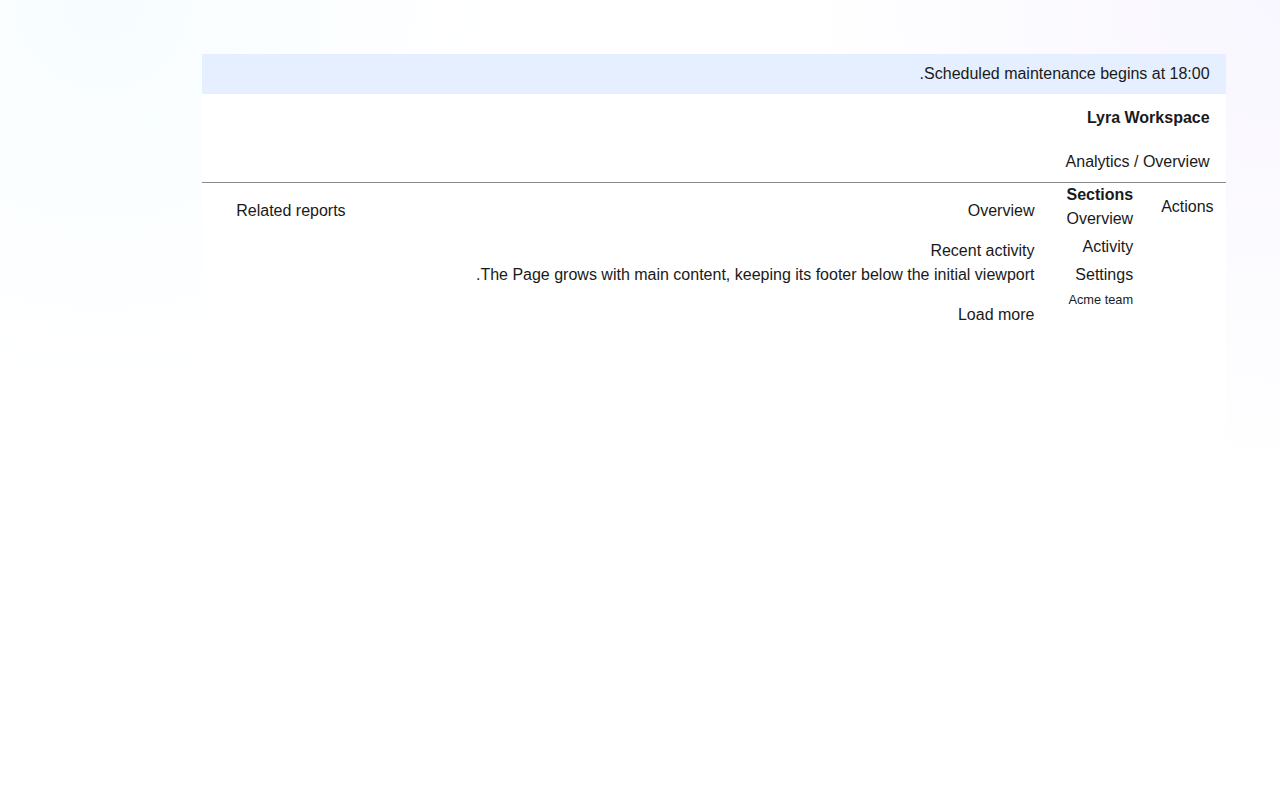 .Scheduled maintenance begins at 18:00
Lyra Workspace
Analytics / Overview
Actions
Sections
Overview
Activity
Settings
Acme team
Overview
Recent activity
.The Page grows with main content, keeping its footer below the initial viewport
Load more
Related reports